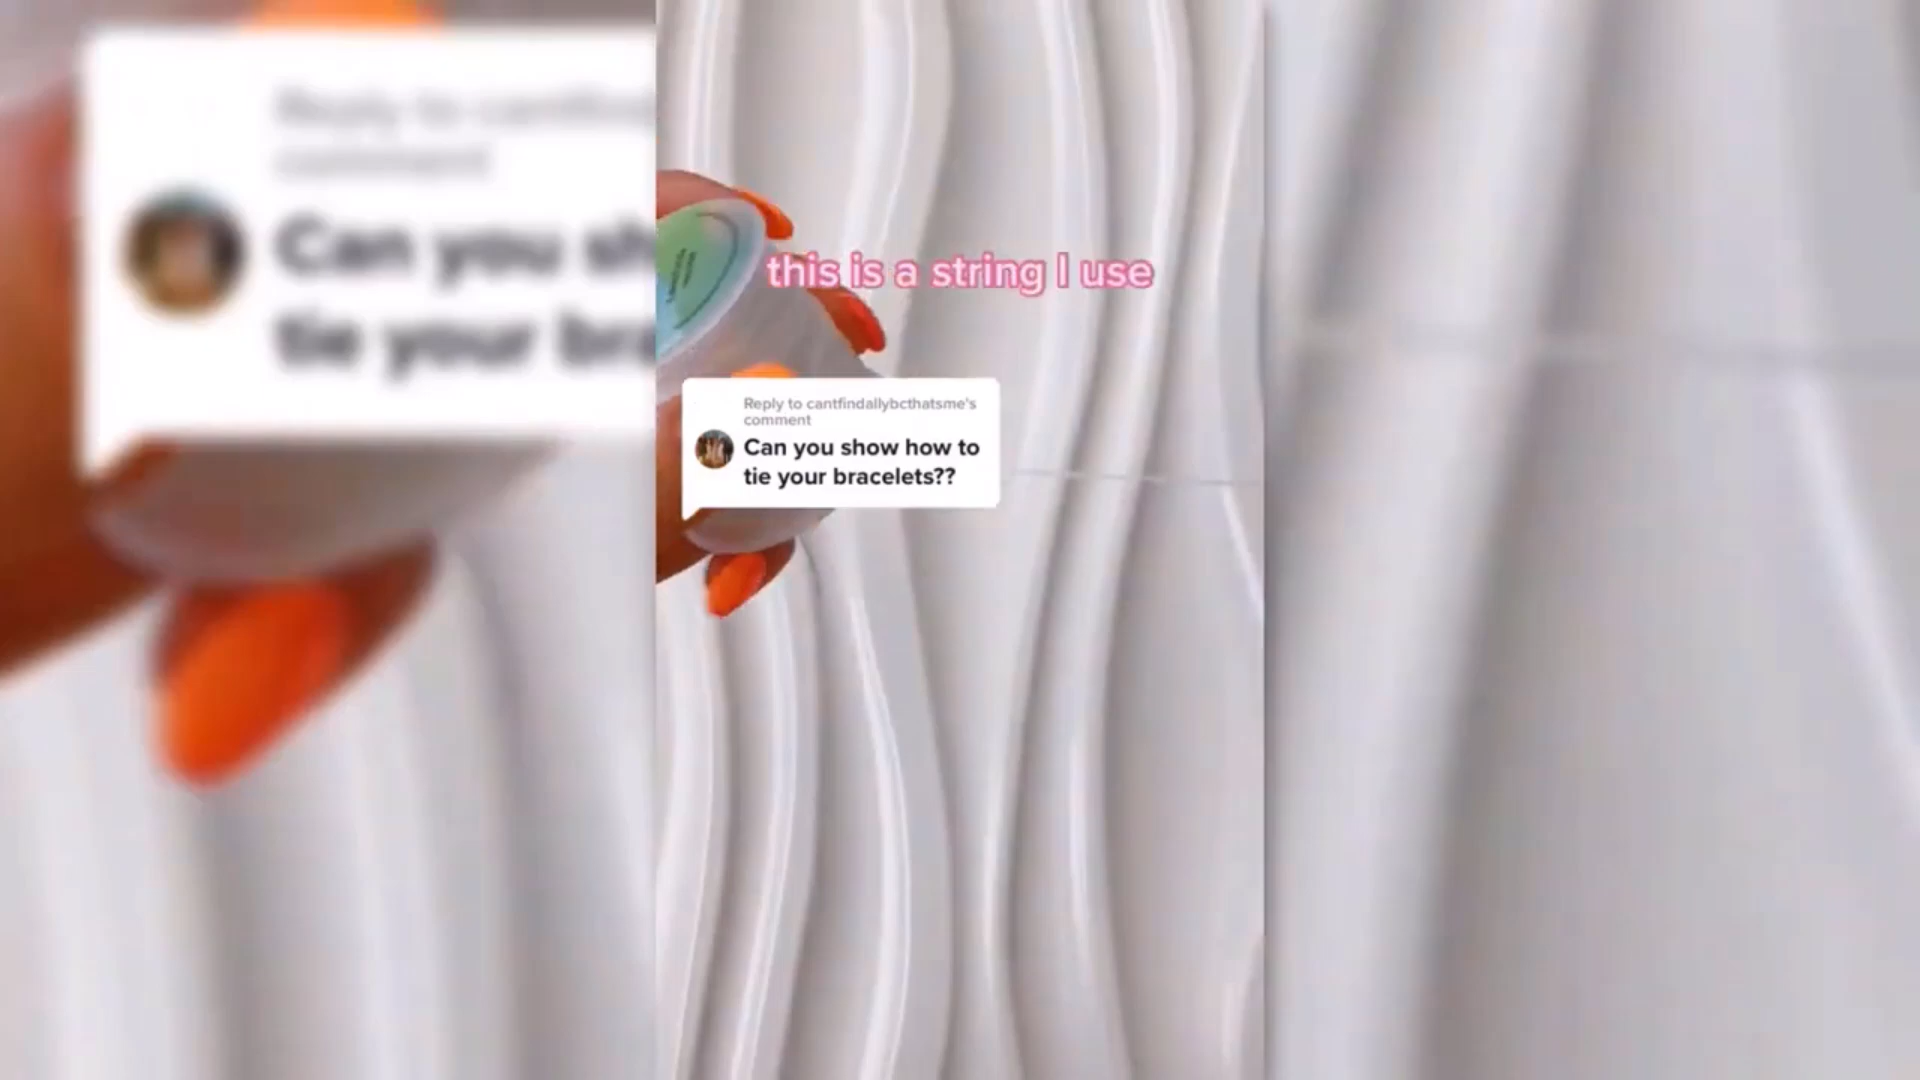 this is a string I use
Reply to cantfindallybcthatsme's
comment
Can you show how to
tie your bracelets??